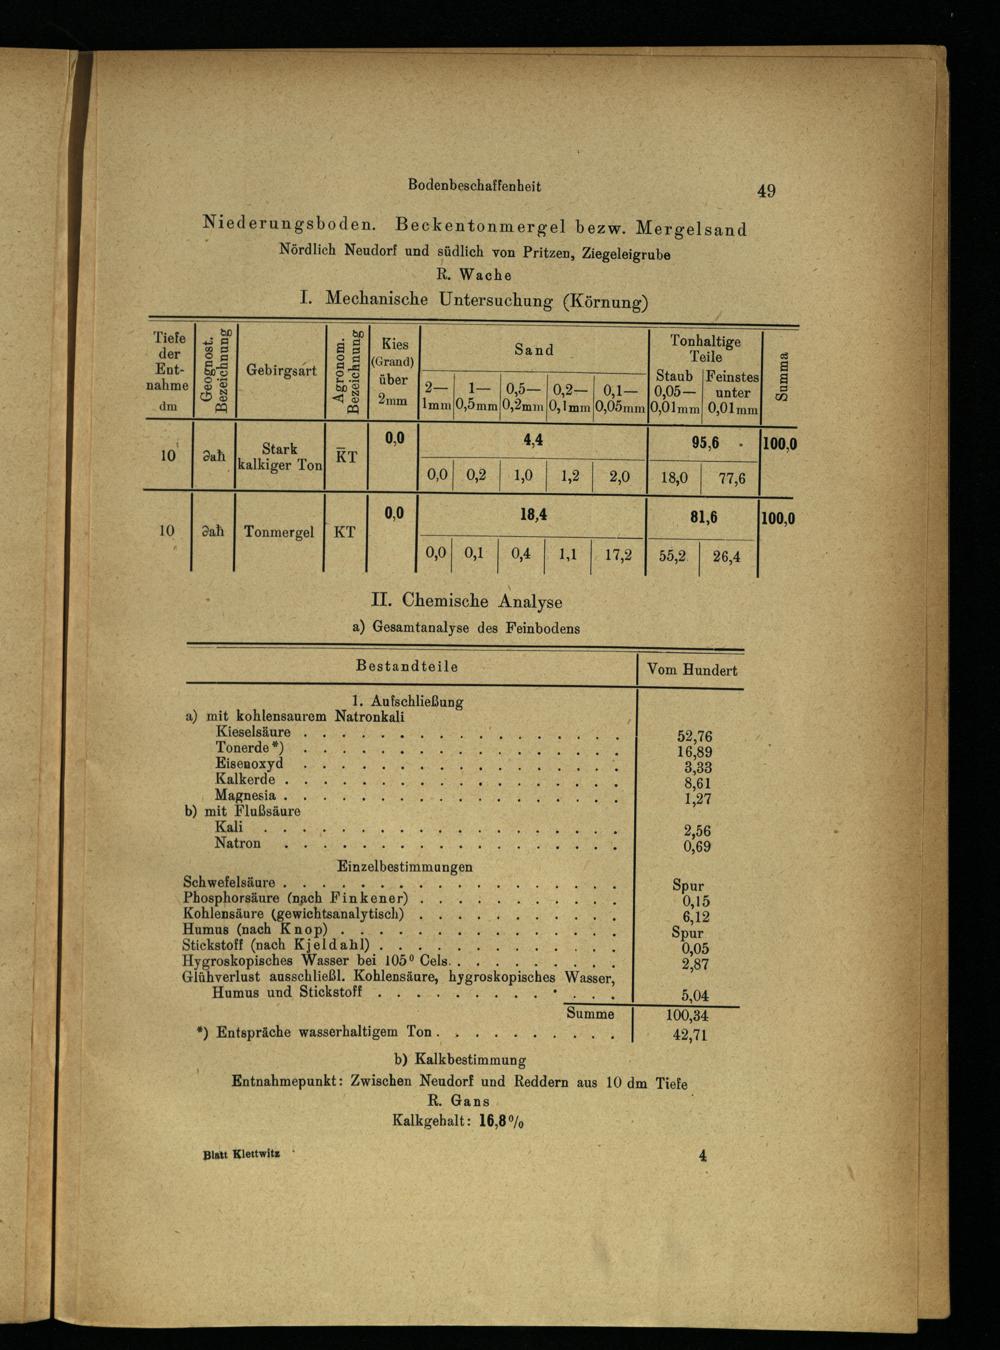 Bodenbeschaffenheit 49
Niederungsboden. Beckentonmergel bezw. Mergelsand
Nördlich Neudorf und südlich von Pritzen, Ziegeleigrube
R. Wache
I. Mechanische Untersuchung (Körnung)
Tiefe der Ent- nahme dm
Geognost. Bezeichnung
Gebirgsart
Agronom. Bezeichnung
Kies (Grand) über 2mm
Sand
2— 1mm 1— 0,5mm 0,5— 0,2mm 0,2— 0,1mm 0,1— 0,05mm
Tonhaltige Teile
Staub 0,05— 0,01mm Feinstes unter 0,01mm
Summa
10 ∂ah Stark kalkiger Ton K̅T 0,0 4,4 95,6 100,0
0,0 0,2 1,0 1,2 2,0 18,0 77,6
10 ∂ah Tonmergel KT 0,0 18,4 81,6 100,0
0,0 0,1 0,4 1,1 17,2 55,2 26,4
II. Chemische Analyse
a) Gesamtanalyse des Feinbodens
Bestandteile Vom Hundert
1. Aufschließung
a) mit kohlensaurem Natronkali
Kieselsäure . . . . . . . . . . . . . . . . . 52,76
Tonerde*) . . . . . . . . . . . . . . . . . 16,89
Eisenoxyd . . . . . . . . . . . . . . . . . 3,33
Kalkerde . . . . . . . . . . . . . . . . . . 8,61
Magnesia . . . . . . . . . . . . . . . . . . 1,27
b) mit Flußsäure
Kali . . . . . . . . . . . . . . . . . . . 2,56
Natron . . . . . . . . . . . . . . . . . . 0,69
Einzelbestimmungen
Schwefelsäure . . . . . . . . . . . . . . . . . . Spur
Phosphorsäure (nach Finkener) . . . . . . . . . . . 0,15
Kohlensäure (gewichtsanalytisch) . . . . . . . . . . . 6,12
Humus (nach Knop) . . . . . . . . . . . . . . . Spur
Stickstoff (nach Kjeldahl) . . . . . . . . . . . . . 0,05
Hygroskopisches Wasser bei 105⁰ Cels. . . . . . . . . . 2,87
Glühverlust ausschließl. Kohlensäure, hygroskopisches Wasser,
Humus und Stickstoff . . . . . . . . . . . . . 5,04
Summe 100,34
*) Entspräche wasserhaltigem Ton . . . . . . . . . . 42,71
b) Kalkbestimmung
Entnahmepunkt: Zwischen Neudorf und Reddern aus 10 dm Tiefe
R. Gans
Kalkgehalt: 16,8 %
Blatt Klettwitz 4